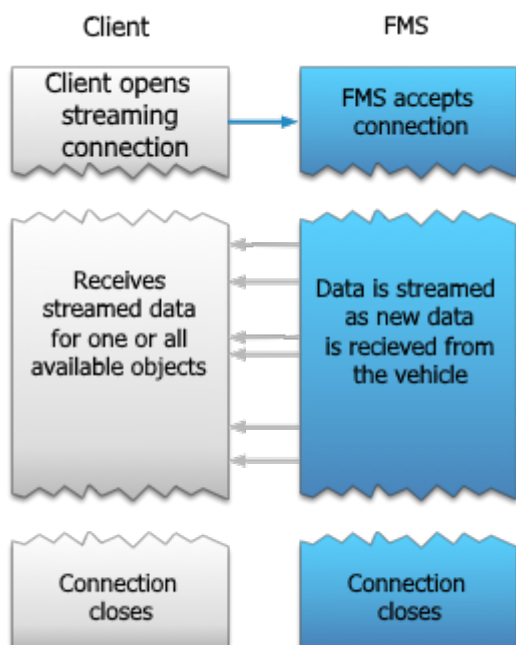 Client
FMS
Client opens
streaming
connection
FMS accepts
connection
Receives
streamed data
for one or all
available objects
Data is streamed
as new data
is recieved from
the vehicle
Connection
closes
Connection
closes